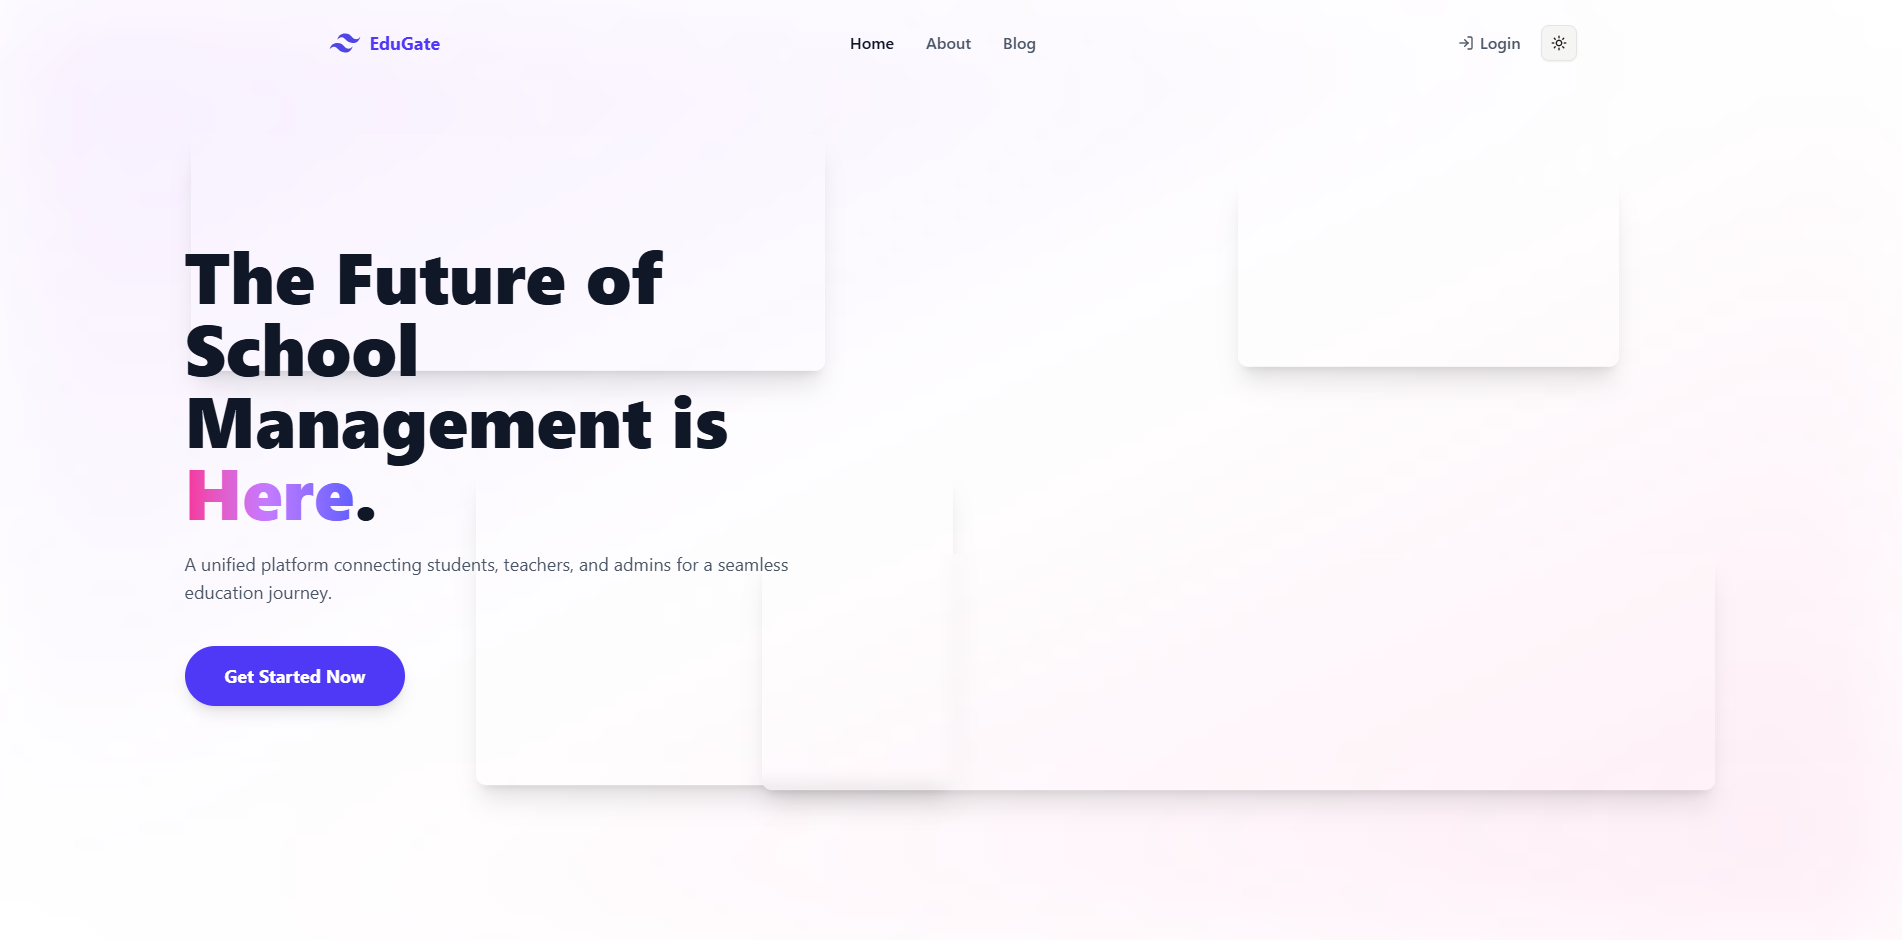 EduGate
Home
About
Blog
Login
The Future of
School
Management is
Here.
A unified platform connecting students, teachers, and admins for a seamless
education journey.
Get Started Now